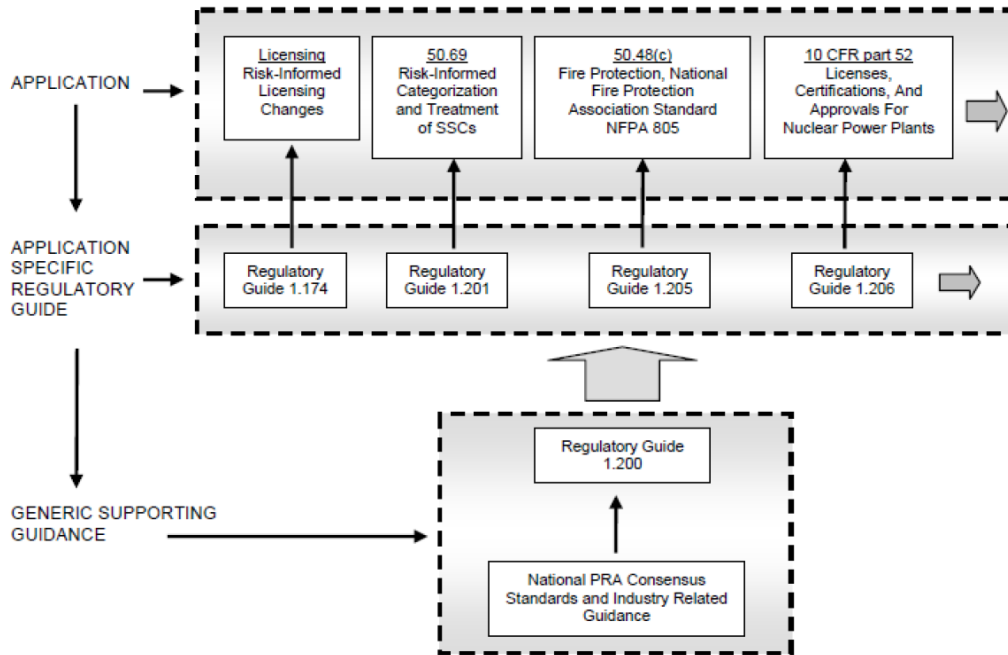 APPLICATION
Licensing
Risk-Informed
Licensing
Changes
50.69
Risk-Informed
Categorization
and Treatment
of SSCs
50.48(c)
Fire Protection, National
Fire Protection
Association Standard
NFPA 805
10 CFR part 52
Licenses,
Certifications, And
Approvals For
Nuclear Power Plants
APPLICATION
SPECIFIC
REGULATORY
GUIDE
Regulatory
Guide 1.174
Regulatory
Guide 1.201
Regulatory
Guide 1.205
Regulatory
Guide 1.206
GENERIC SUPPORTING
GUIDANCE
Regulatory Guide
1.200
National PRA Consensus
Standards and Industry Related
Guidance